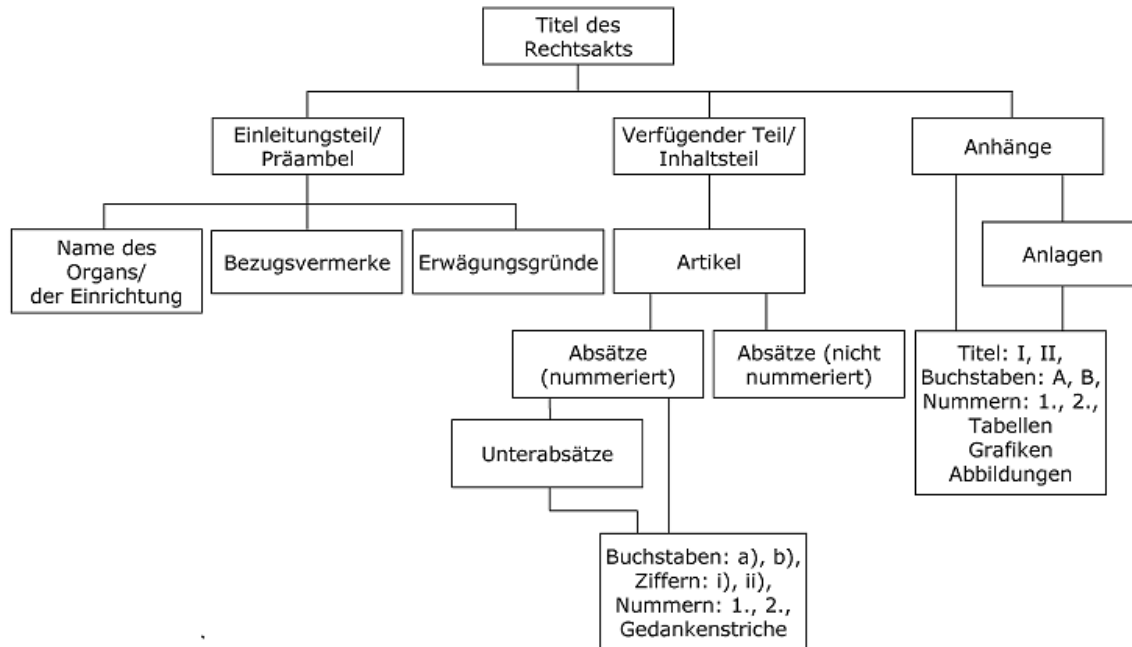 Titel des
Rechtsakts
Einleitungsteil/
Präambel
Verfügender Teil/
Inhaltsteil
Anhänge
Name des
Organs/
der Einrichtung
Bezugsvermerke
Erwägungsgründe
Artikel
Anlagen
Absätze
(nummeriert)
Absätze (nicht
nummeriert)
Titel: I, II,
Buchstaben: A, B,
Nummern: 1., 2.,
Tabellen
Grafiken
Abbildungen
Unterabsätze
Buchstaben: a), b),
Ziffern: i), ii),
Nummern: 1., 2.,
Gedankenstriche